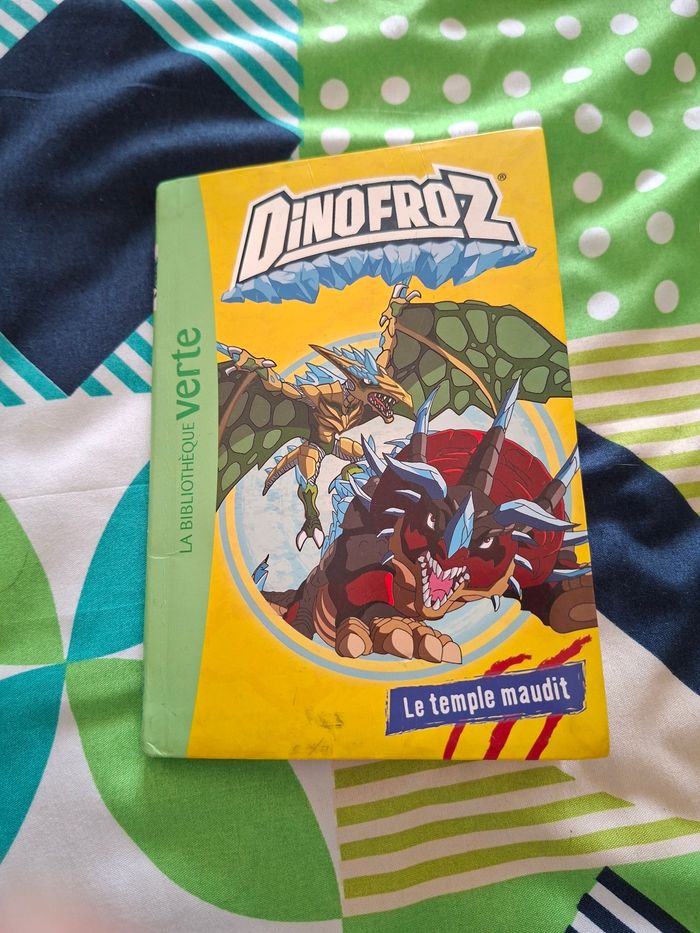 DINOFROZ®
LA BIBLIOTHÈQUE verte
Le temple maudit